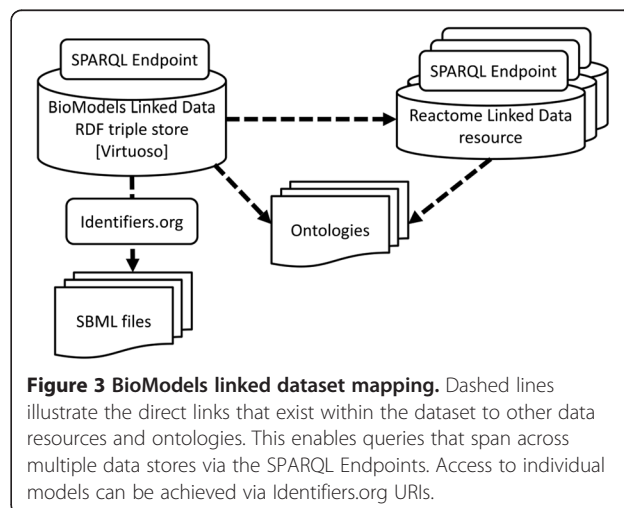 SPARQL Endpoint
BioModels Linked Data
RDF triple store
[Virtuoso]
SPARQL Endpoint
Reactome Linked Data
resource
Identifiers.org
Ontologies
SBML files
Figure 3 BioModels linked dataset mapping. Dashed lines
illustrate the direct links that exist within the dataset to other data
resources and ontologies. This enables queries that span across
multiple data stores via the SPARQL Endpoints. Access to individual
models can be achieved via Identifiers.org URIs.